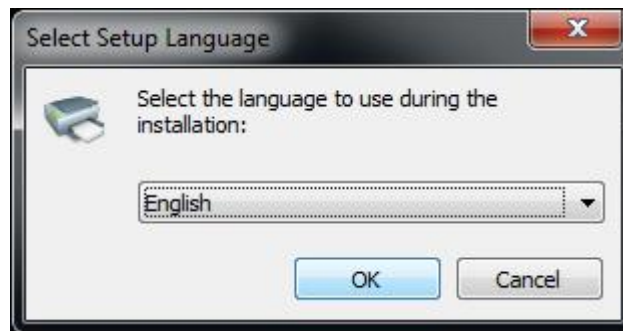 Select Setup Language
Select the language to use during the
installation:
English
OK
Cancel